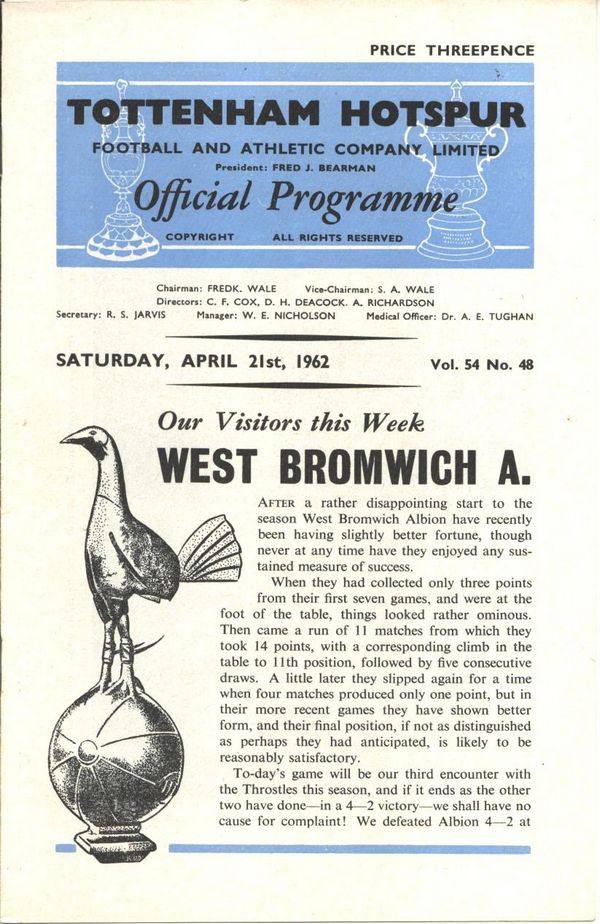 PRICE THREEPENCE
TOTTENHAM HOTSPUR
FOOTBALL AND ATHLETIC COMPANY LIMITED
President: FRED J. BEARMAN
Official Programme
COPYRIGHT ALL RIGHTS RESERVED
Chairman: FREDK. WALE Vice-Chairman: S. A. WALE
Directors: C. F. COX, D. H. DEACOCK. A. RICHARDSON
Secretary: R. S. JARVIS Manager: W. E. NICHOLSON Medical Officer: Dr. A. E. TUGHAN
SATURDAY, APRIL 21st, 1962 Vol. 54 No. 48
Our Visitors this Week
WEST BROMWICH A.
AFTER a rather disappointing start to the
season West Bromwich Albion have recently
been having slightly better fortune, though
never at any time have they enjoyed any sus-
tained measure of success.
When they had collected only three points
from their first seven games, and were at the
foot of the table, things looked rather ominous.
Then came a run of 11 matches from which they
took 14 points, with a corresponding climb in the
table to 11th position, followed by five consecutive
draws. A little later they slipped again for a time
when four matches produced only one point, but in
their more recent games they have shown better
form, and their final position, if not as distinguished
as perhaps they had anticipated, is likely to be
reasonably satisfactory.
To-day's game will be our third encounter with
the Throstles this season, and if it ends as the other
two have done—in a 4—2 victory—we shall have no
cause for complaint! We defeated Albion 4—2 at